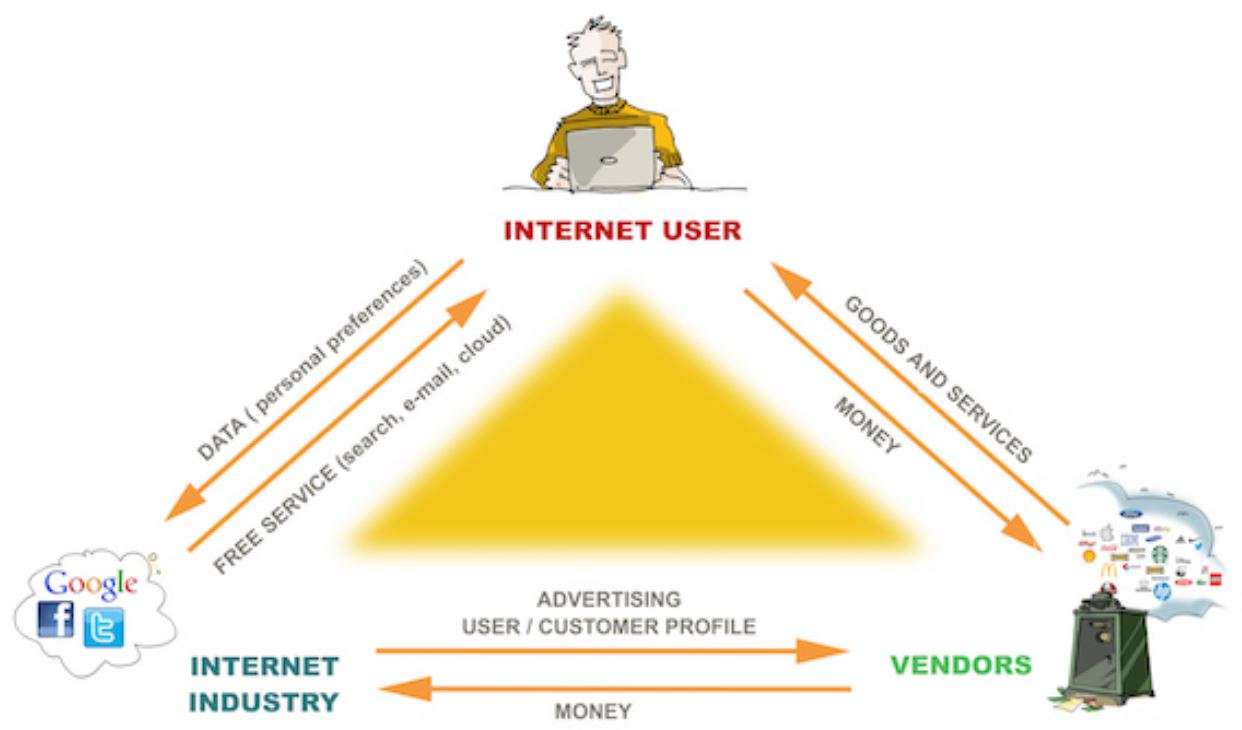 INTERNET USER
DATA ( personal preferences)
FREE SERVICE (search, e-mail, cloud)
GOODS AND SERVICES
MONEY
Google
f
t
INTERNET
INDUSTRY
ADVERTISING
USER / CUSTOMER PROFILE
MONEY
VENDORS
hp